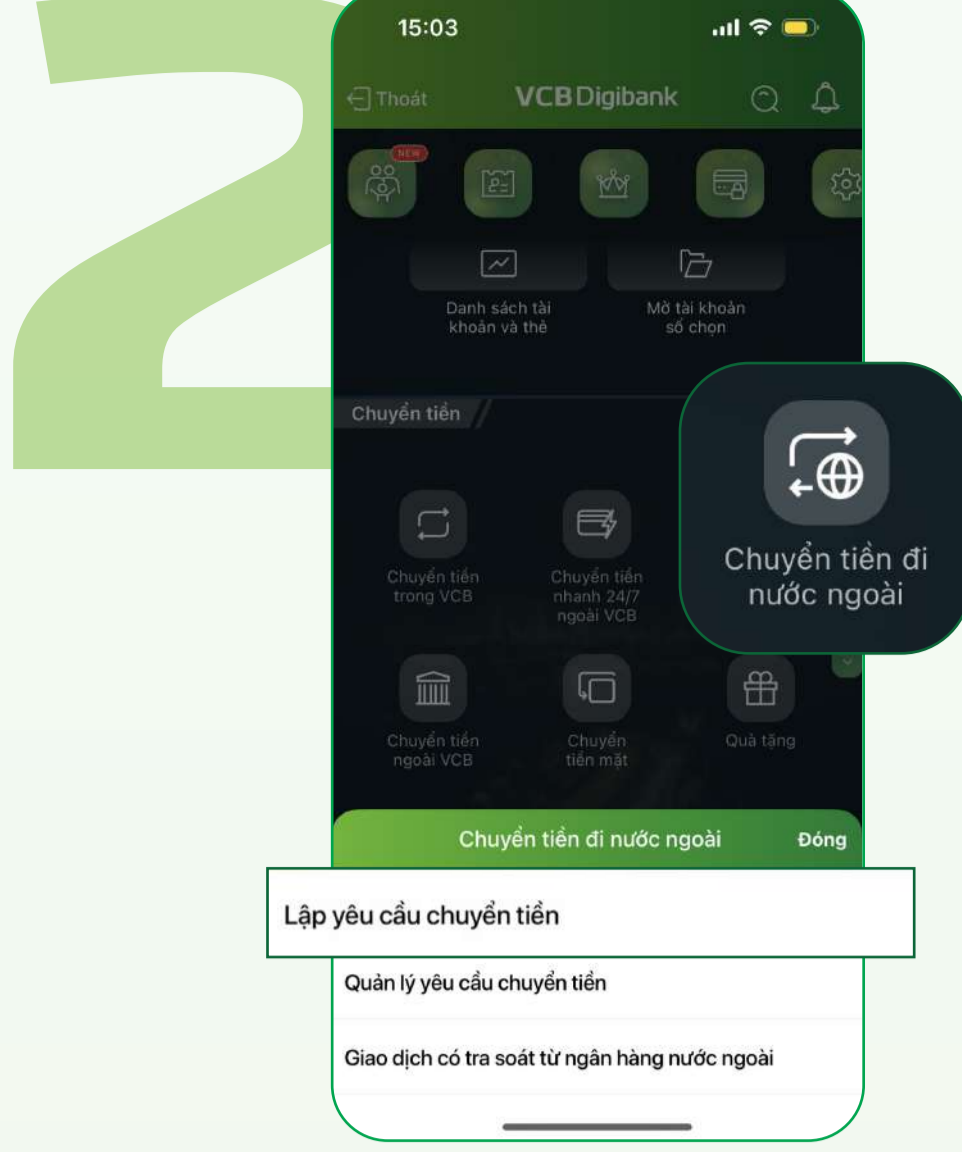 2
15:03
Thoát
VCB Digibank
NEW
Danh sách tài
khoản và thẻ
Mở tài khoản
số chọn
Chuyển tiền
Chuyển tiền
trong VCB
Chuyển tiền
nhanh 24/7
ngoài VCB
Chuyển tiền đi
nước ngoài
Chuyển tiền
ngoài VCB
Chuyển
tiền mặt
Quà tặng
Chuyển tiền đi nước ngoài
Đóng
Lập yêu cầu chuyển tiền
Quản lý yêu cầu chuyển tiền
Giao dịch có tra soát từ ngân hàng nước ngoài